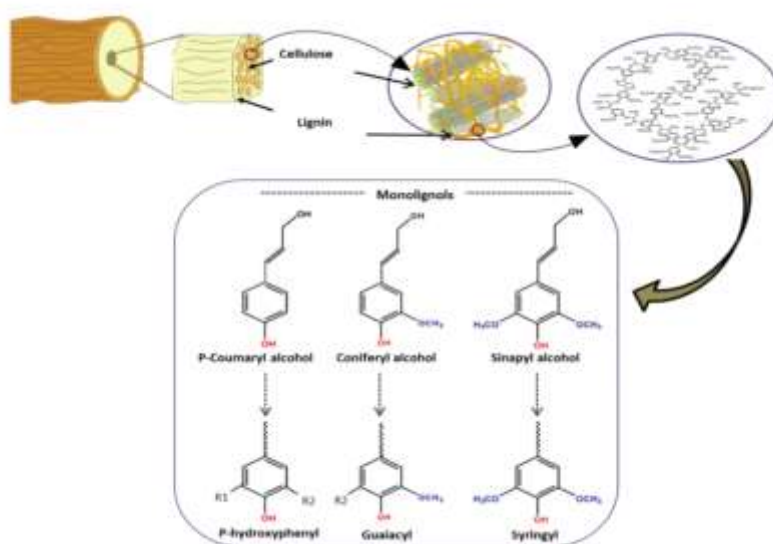 Cellulose
Lignin
Monolignols
OH
OH
OH
OCH₃
H₃CO
OCH₃
OH
OH
OH
P-Coumaryl alcohol
Coniferyl alcohol
Sinapyl alcohol
R1
R2
R2
OCH₃
H₃CO
OCH₃
OH
OH
OH
P-hydroxyphenyl
Guaiacyl
Syringyl